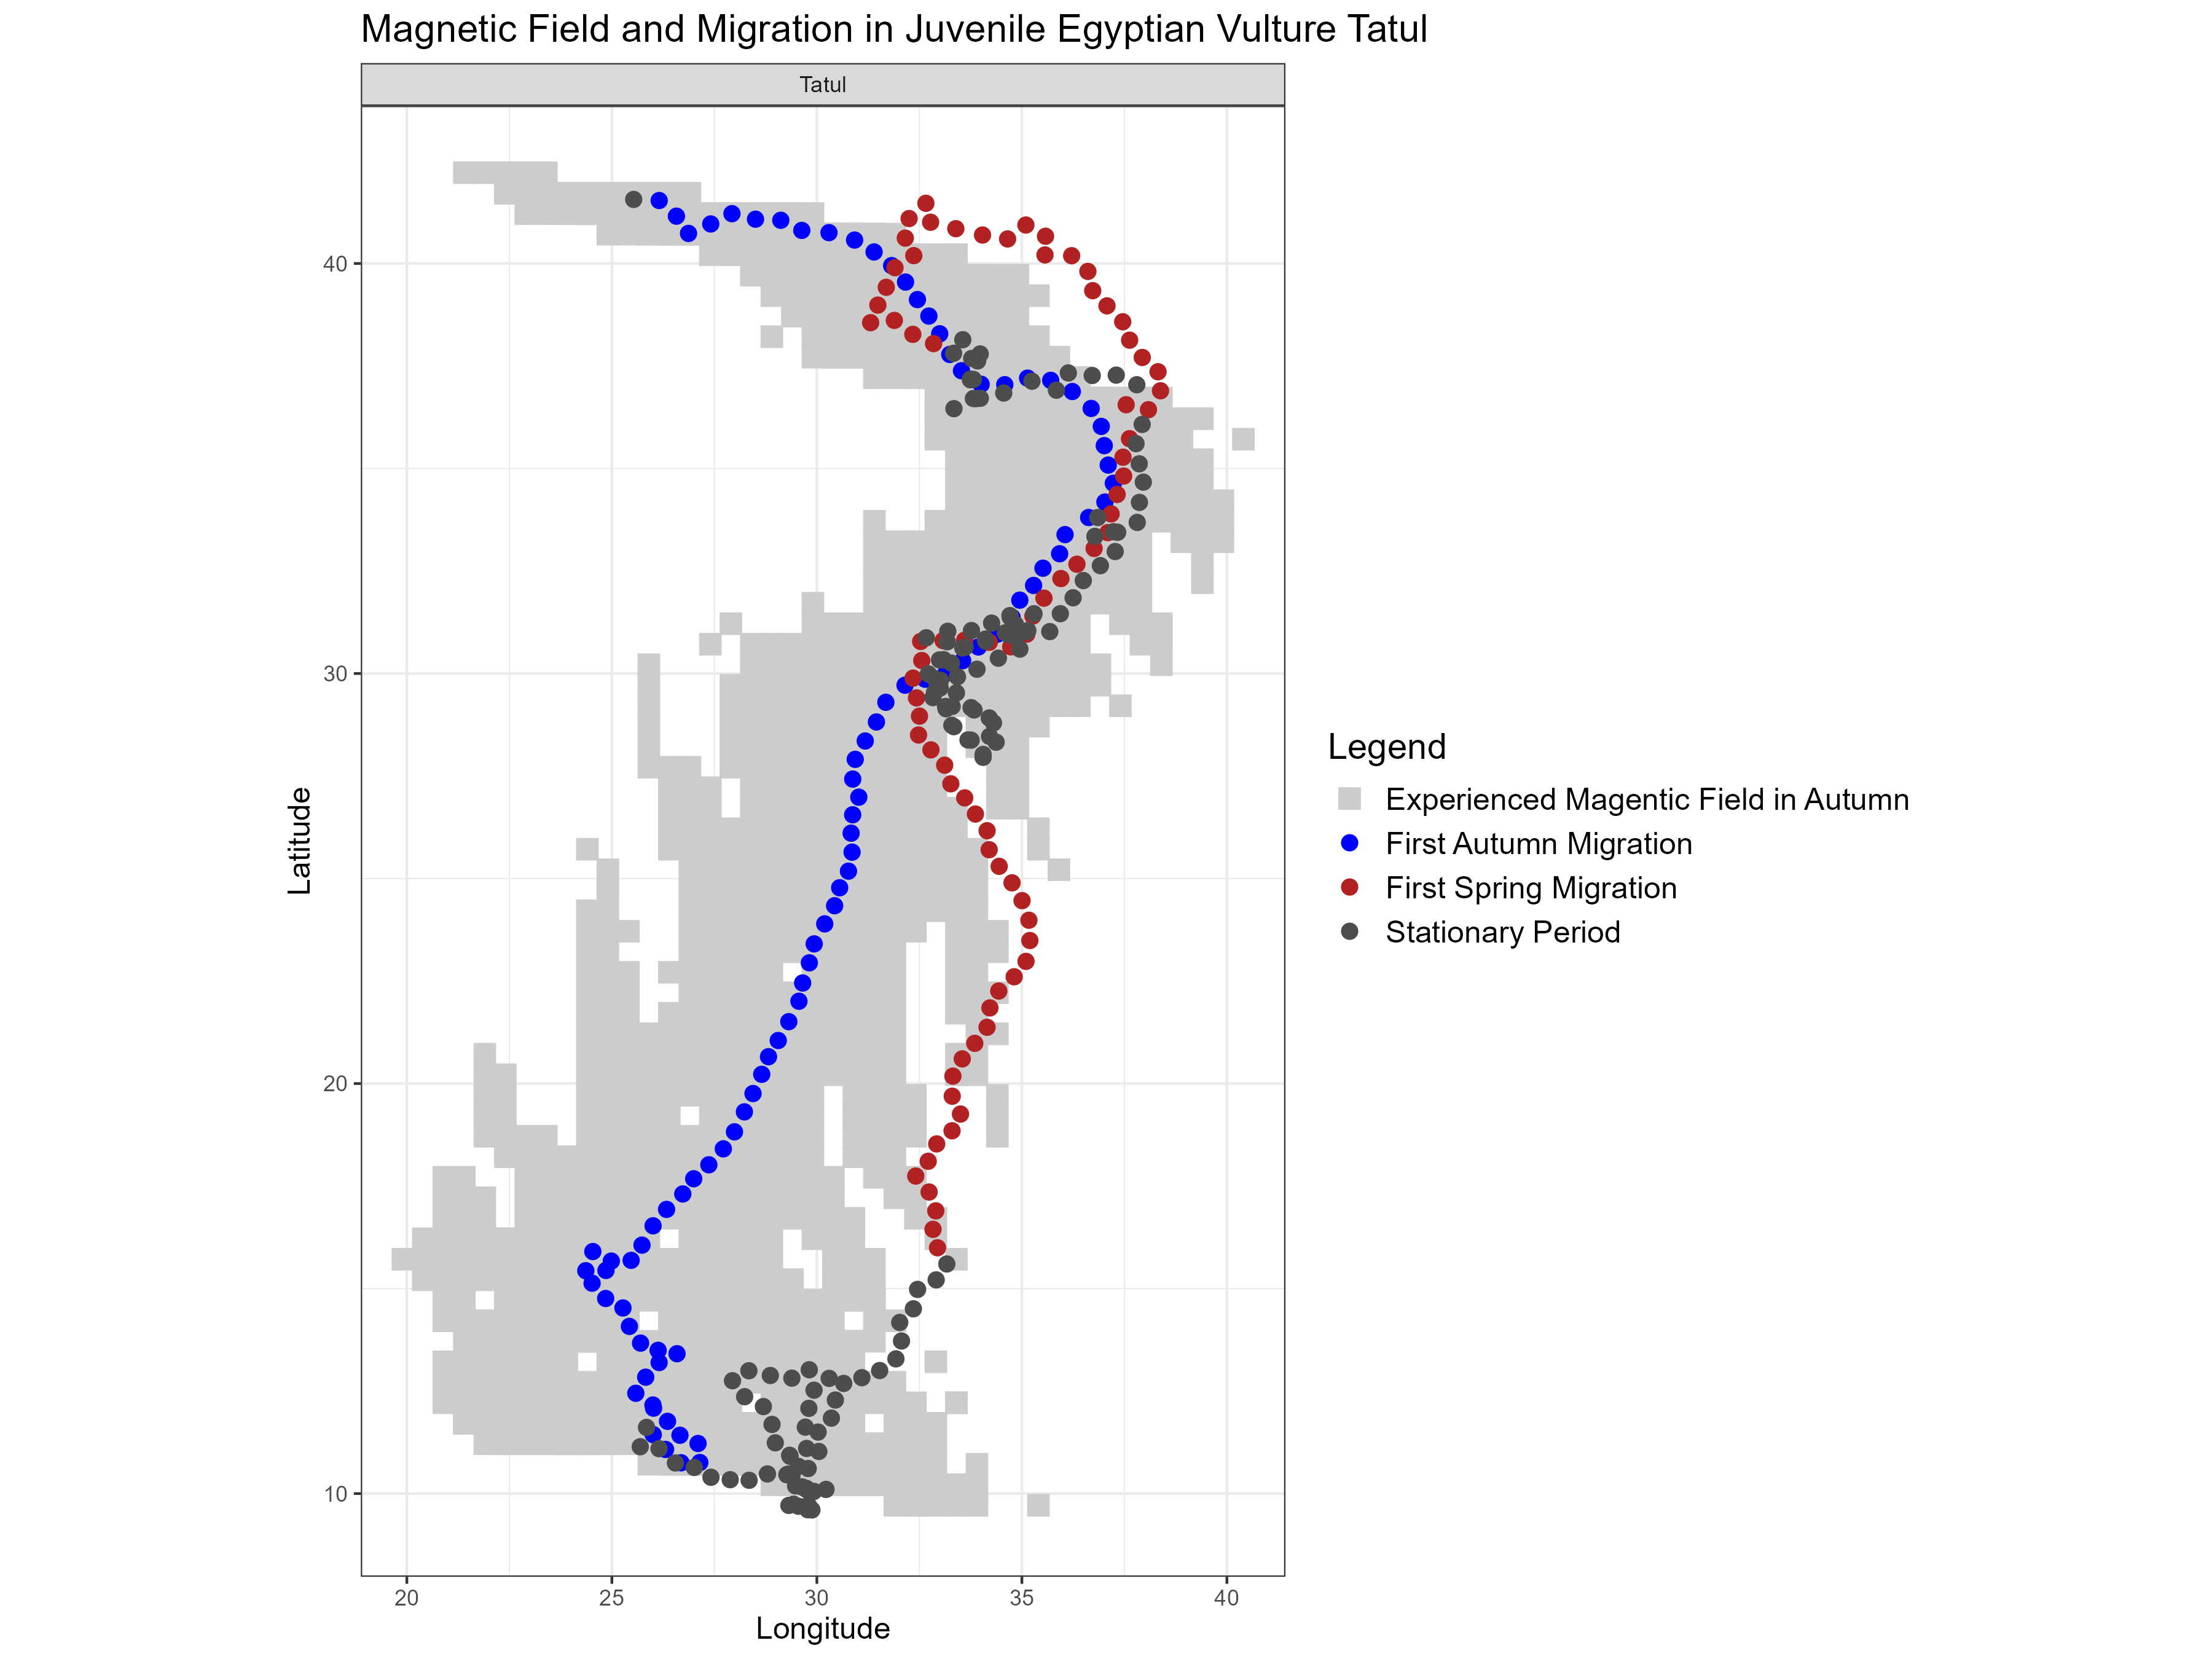 Magnetic Field and Migration in Juvenile Egyptian Vulture Tatul
Tatul
40
30
20
10
Latitude
20 25 30 35 40
Longitude
Legend
Experienced Magentic Field in Autumn
First Autumn Migration
First Spring Migration
Stationary Period